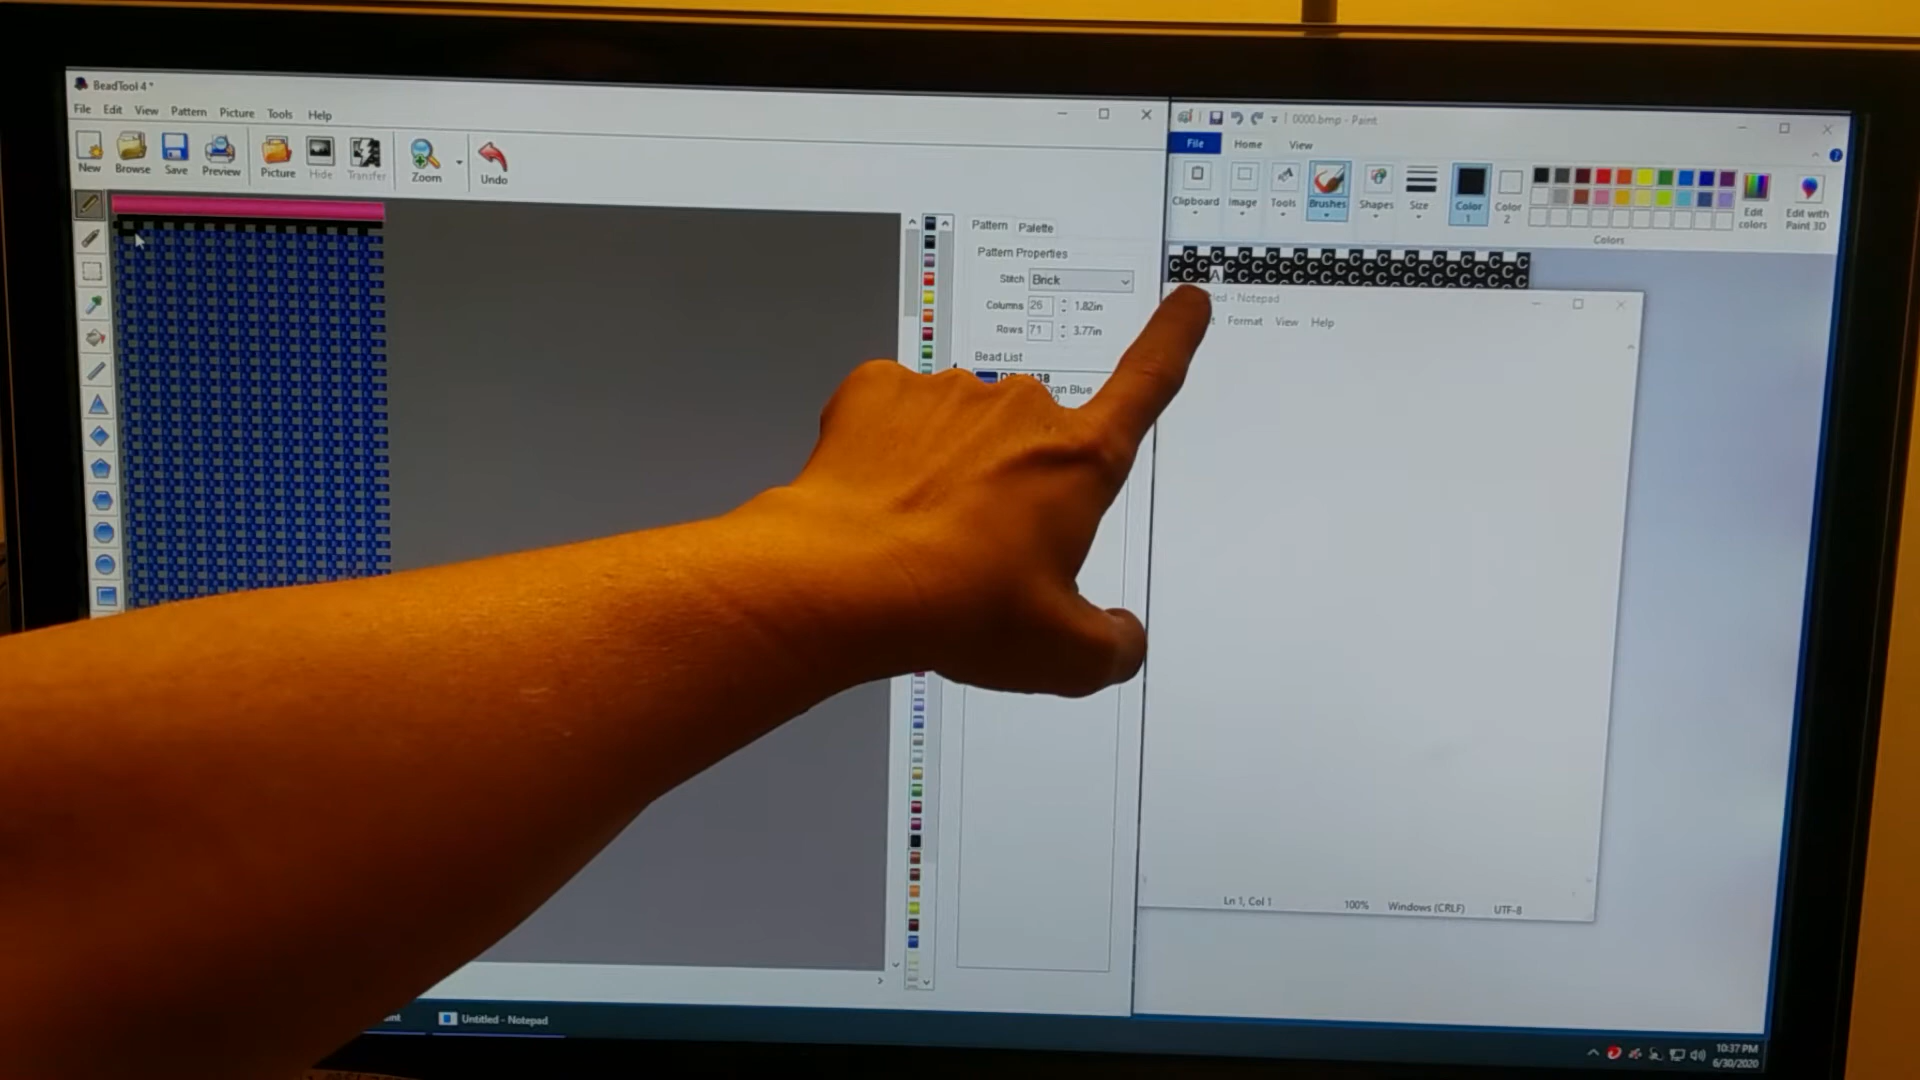 BeadTool 4 *
File Edit View Pattern Picture Tools Help
New Browse Save Preview Picture Hide Transfer Zoom Undo
Pattern Palette
Pattern Properties
Stitch Brick
Columns 26 1.82in
Rows 71 3.77in
Bead List
yan Blue
0000.bmp - Paint
File Home View
Clipboard Image Tools Brushes Shapes Size Color 1 Color 2 Edit colors Edit with Paint 3D
Colors
- Notepad
Format View Help
Ln 1, Col 1 100% Windows (CRLF) UTF-8
Untitled - Notepad
10:37 PM
6/30/2020